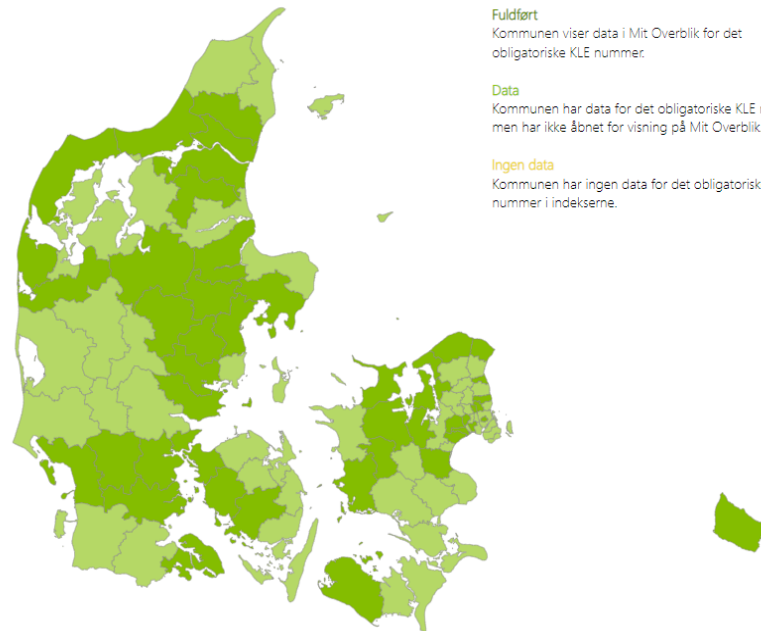 Fuldført
Kommunen viser data i Mit Overblik for det
obligatoriske KLE nummer.
Data
Kommunen har data for det obligatoriske KLE
men har ikke åbnet for visning på Mit Overblik
Ingen data
Kommunen har ingen data for det obligatorisk
nummer i indekserne.